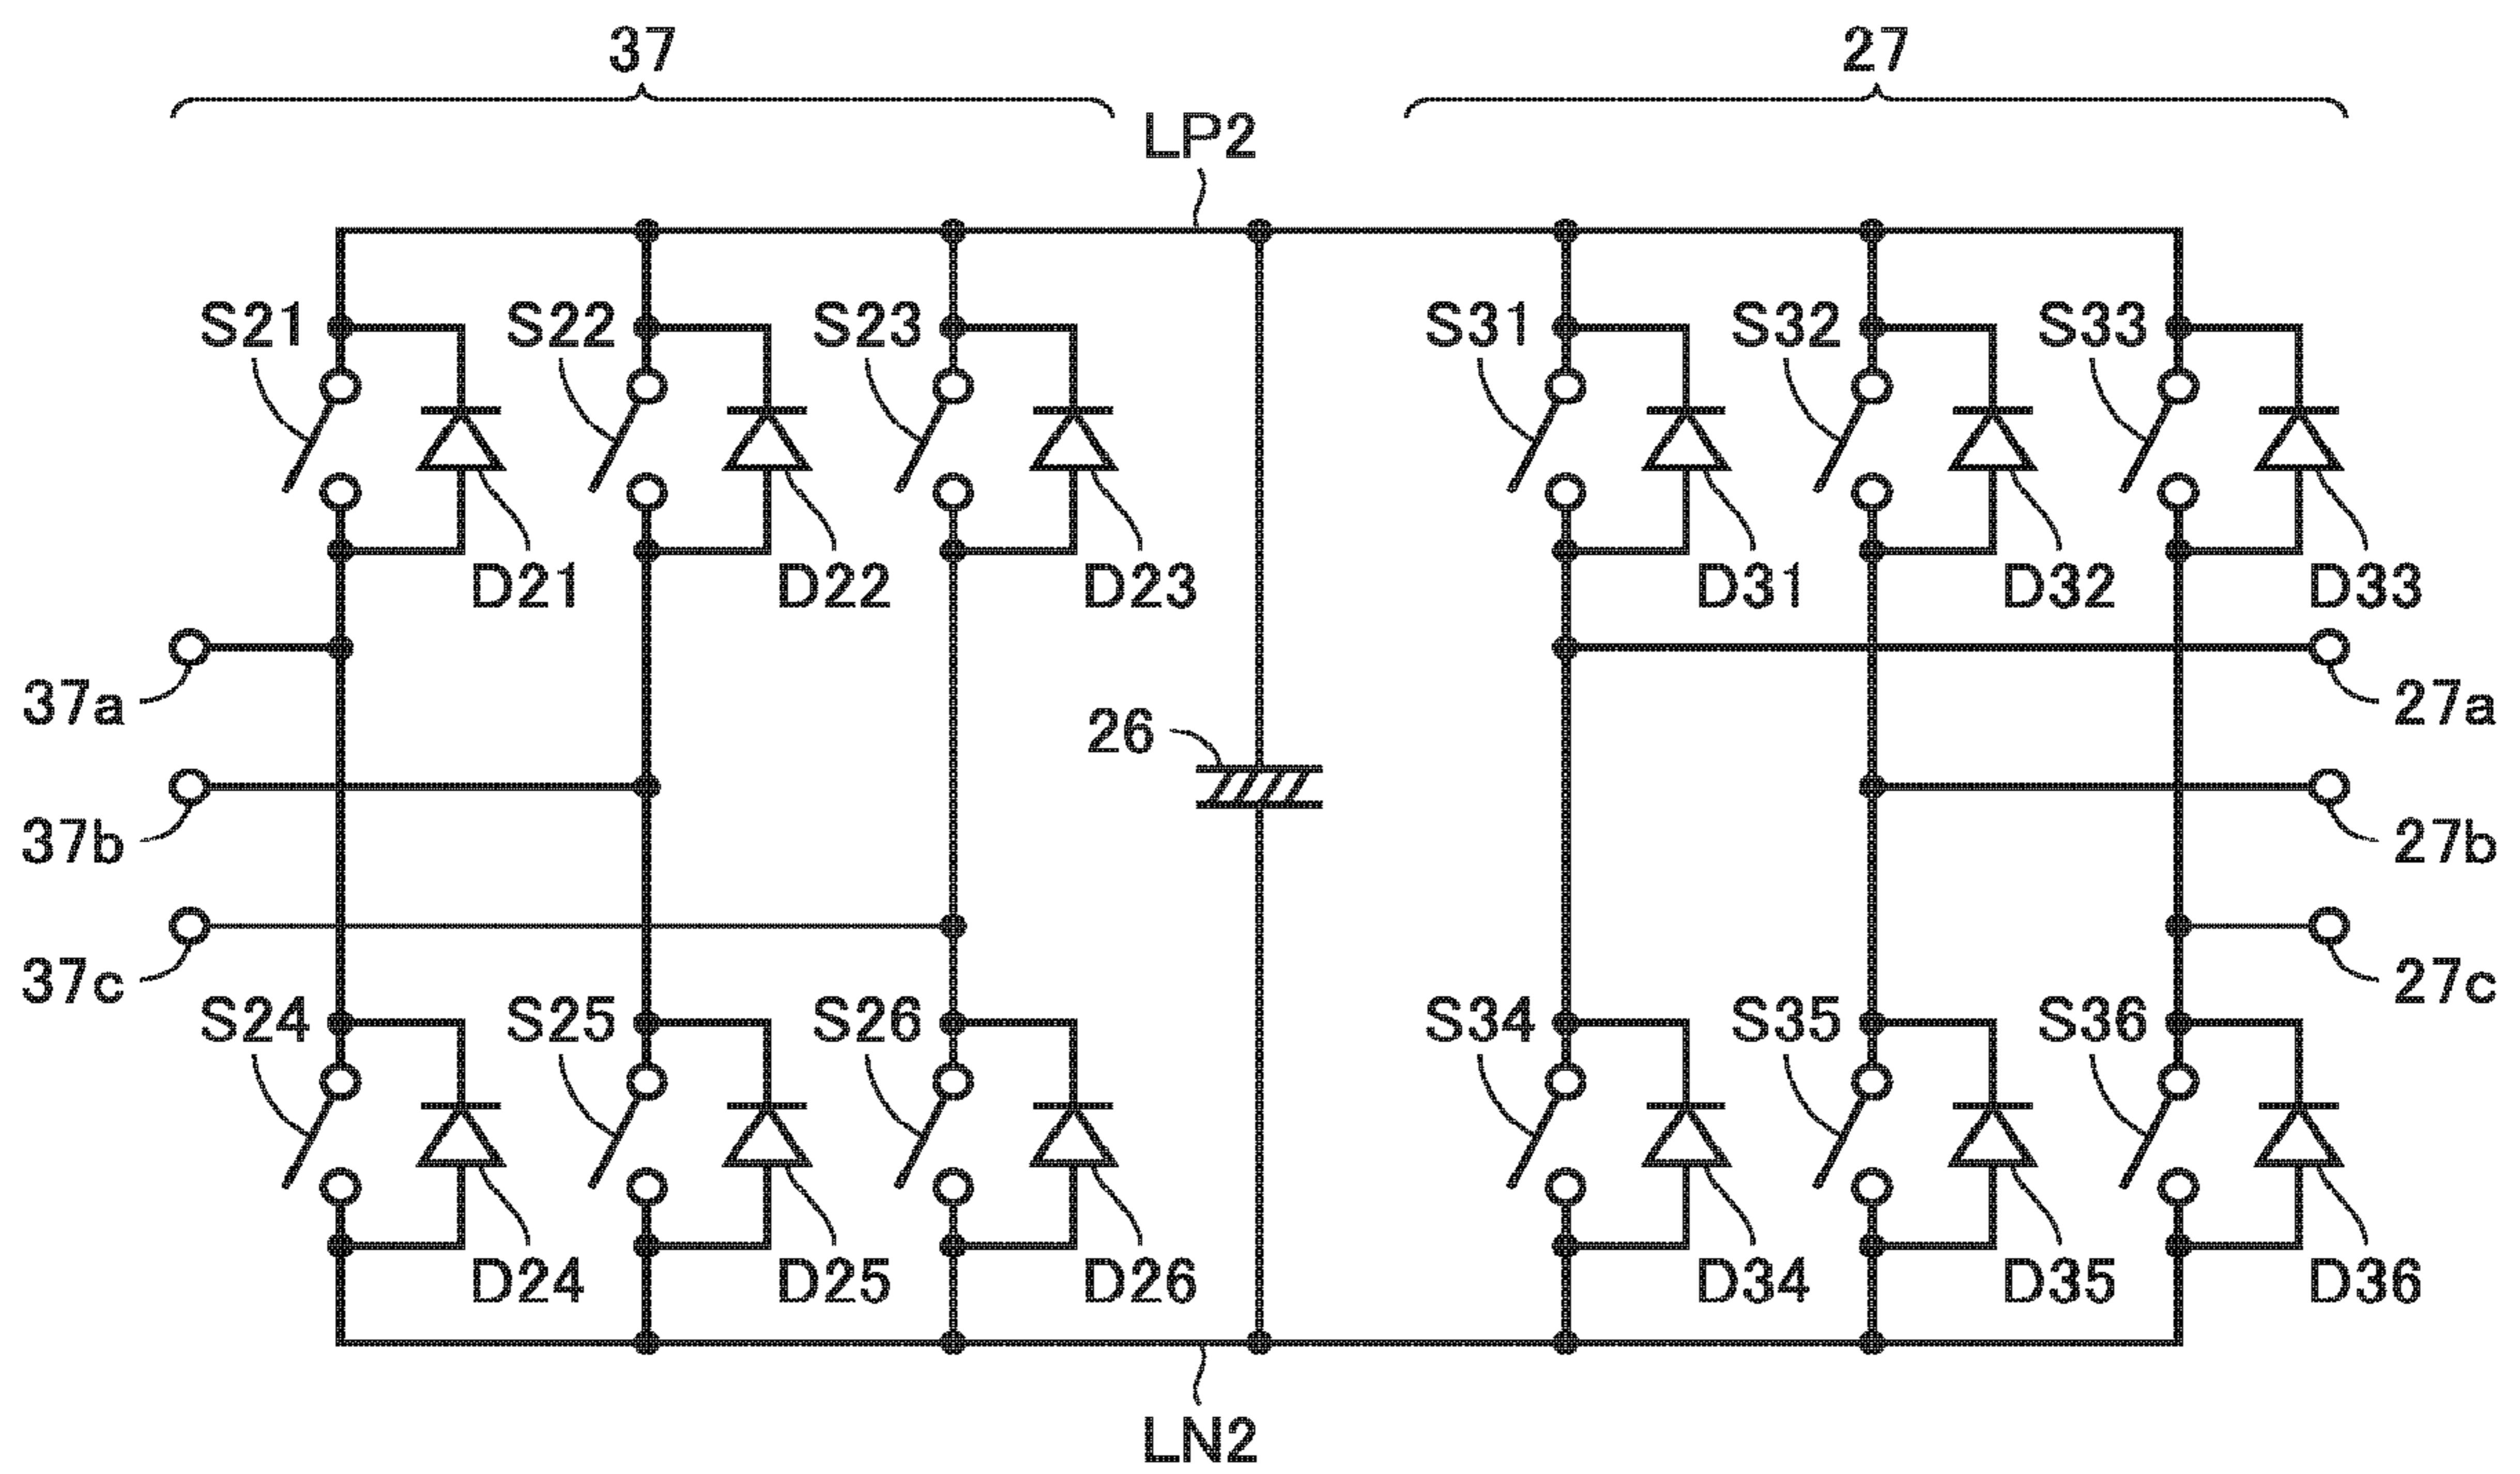 37 27
LP2
S21 S22 S23 S31 S32 S33
D21 D22 D23 D31 D32 D33
37a 27a
26
37b 27b
37c 27c
S24 S25 S26 S34 S35 S36
D24 D25 D26 D34 D35 D36
LN2